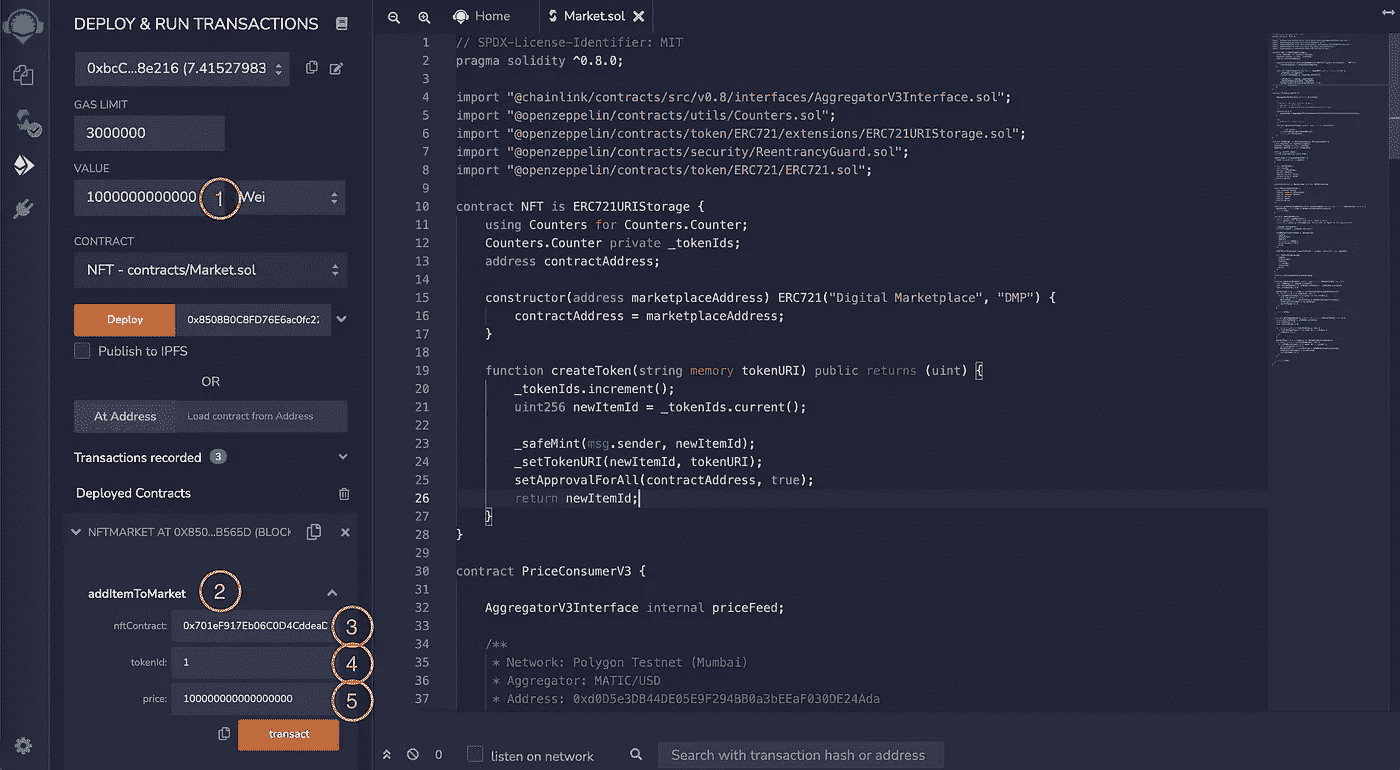 DEPLOY & RUN TRANSACTIONS
0xbcC...8e216 (7.41527983
GAS LIMIT
3000000
VALUE
1000000000000
1
Wei
CONTRACT
NFT - contracts/Market.sol
Deploy
0x8508B0C8FD76E6ac0fc22
Publish to IPFS
OR
At Address
Load contract from Address
Transactions recorded 3
Deployed Contracts
NFTMARKET AT 0X850...B565D (BLOCK
addItemToMarket
2
nftContract: 0x701eF917Eb06C0D4CddeaD
3
tokenId: 1
4
price: 100000000000000000
5
transact
Home
Market.sol
1 // SPDX-License-Identifier: MIT
2 pragma solidity ^0.8.0;
3
4 import "@chainlink/contracts/src/v0.8/interfaces/AggregatorV3Interface.sol";
5 import "@openzeppelin/contracts/utils/Counters.sol";
6 import "@openzeppelin/contracts/token/ERC721/extensions/ERC721URIStorage.sol";
7 import "@openzeppelin/contracts/security/ReentrancyGuard.sol";
8 import "@openzeppelin/contracts/token/ERC721/ERC721.sol";
9
10 contract NFT is ERC721URIStorage {
11 using Counters for Counters.Counter;
12 Counters.Counter private _tokenIds;
13 address contractAddress;
14
15 constructor(address marketplaceAddress) ERC721("Digital Marketplace", "DMP") {
16 contractAddress = marketplaceAddress;
17 }
18
19 function createToken(string memory tokenURI) public returns (uint) {
20 _tokenIds.increment();
21 uint256 newItemId = _tokenIds.current();
22
23 _safeMint(msg.sender, newItemId);
24 _setTokenURI(newItemId, tokenURI);
25 setApprovalForAll(contractAddress, true);
26 return newItemId;
27 }
28 }
29
30 contract PriceConsumerV3 {
31
32 AggregatorV3Interface internal priceFeed;
33
34 /**
35 * Network: Polygon Testnet (Mumbai)
36 * Aggregator: MATIC/USD
37 * Address: 0xd0D5e3DB44DE05E9F294BB0a3bEEaF030DE24Ada
0
listen on network
Search with transaction hash or address